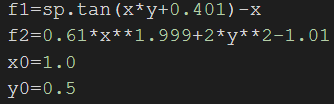 f1=sp.tan(x*y+0.401)-x
f2=0.61*x**1.999+2*y**2-1.01
x0=1.0
y0=0.5